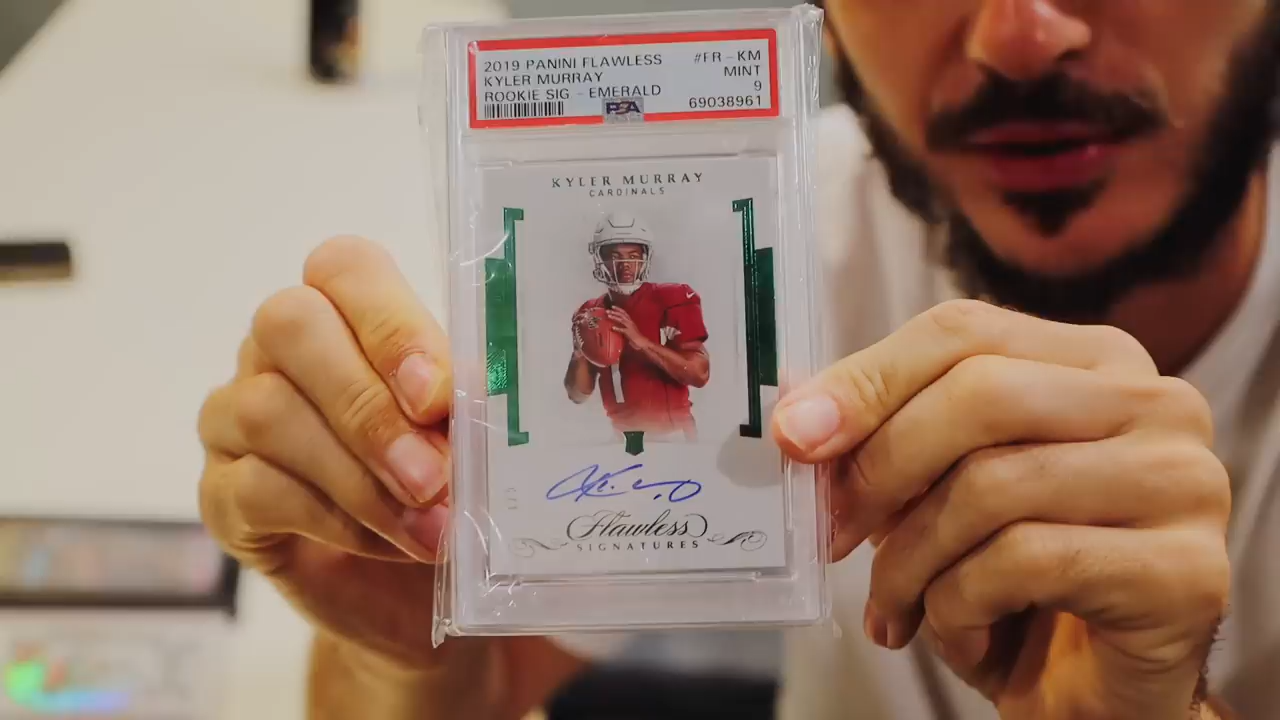 2019 PANINI FLAWLESS #FR-KM
KYLER MURRAY MINT
ROOKIE SIG - EMERALD 9
PSA 69038961
KYLER MURRAY
CARDINALS
1
Flawless
SIGNATURES